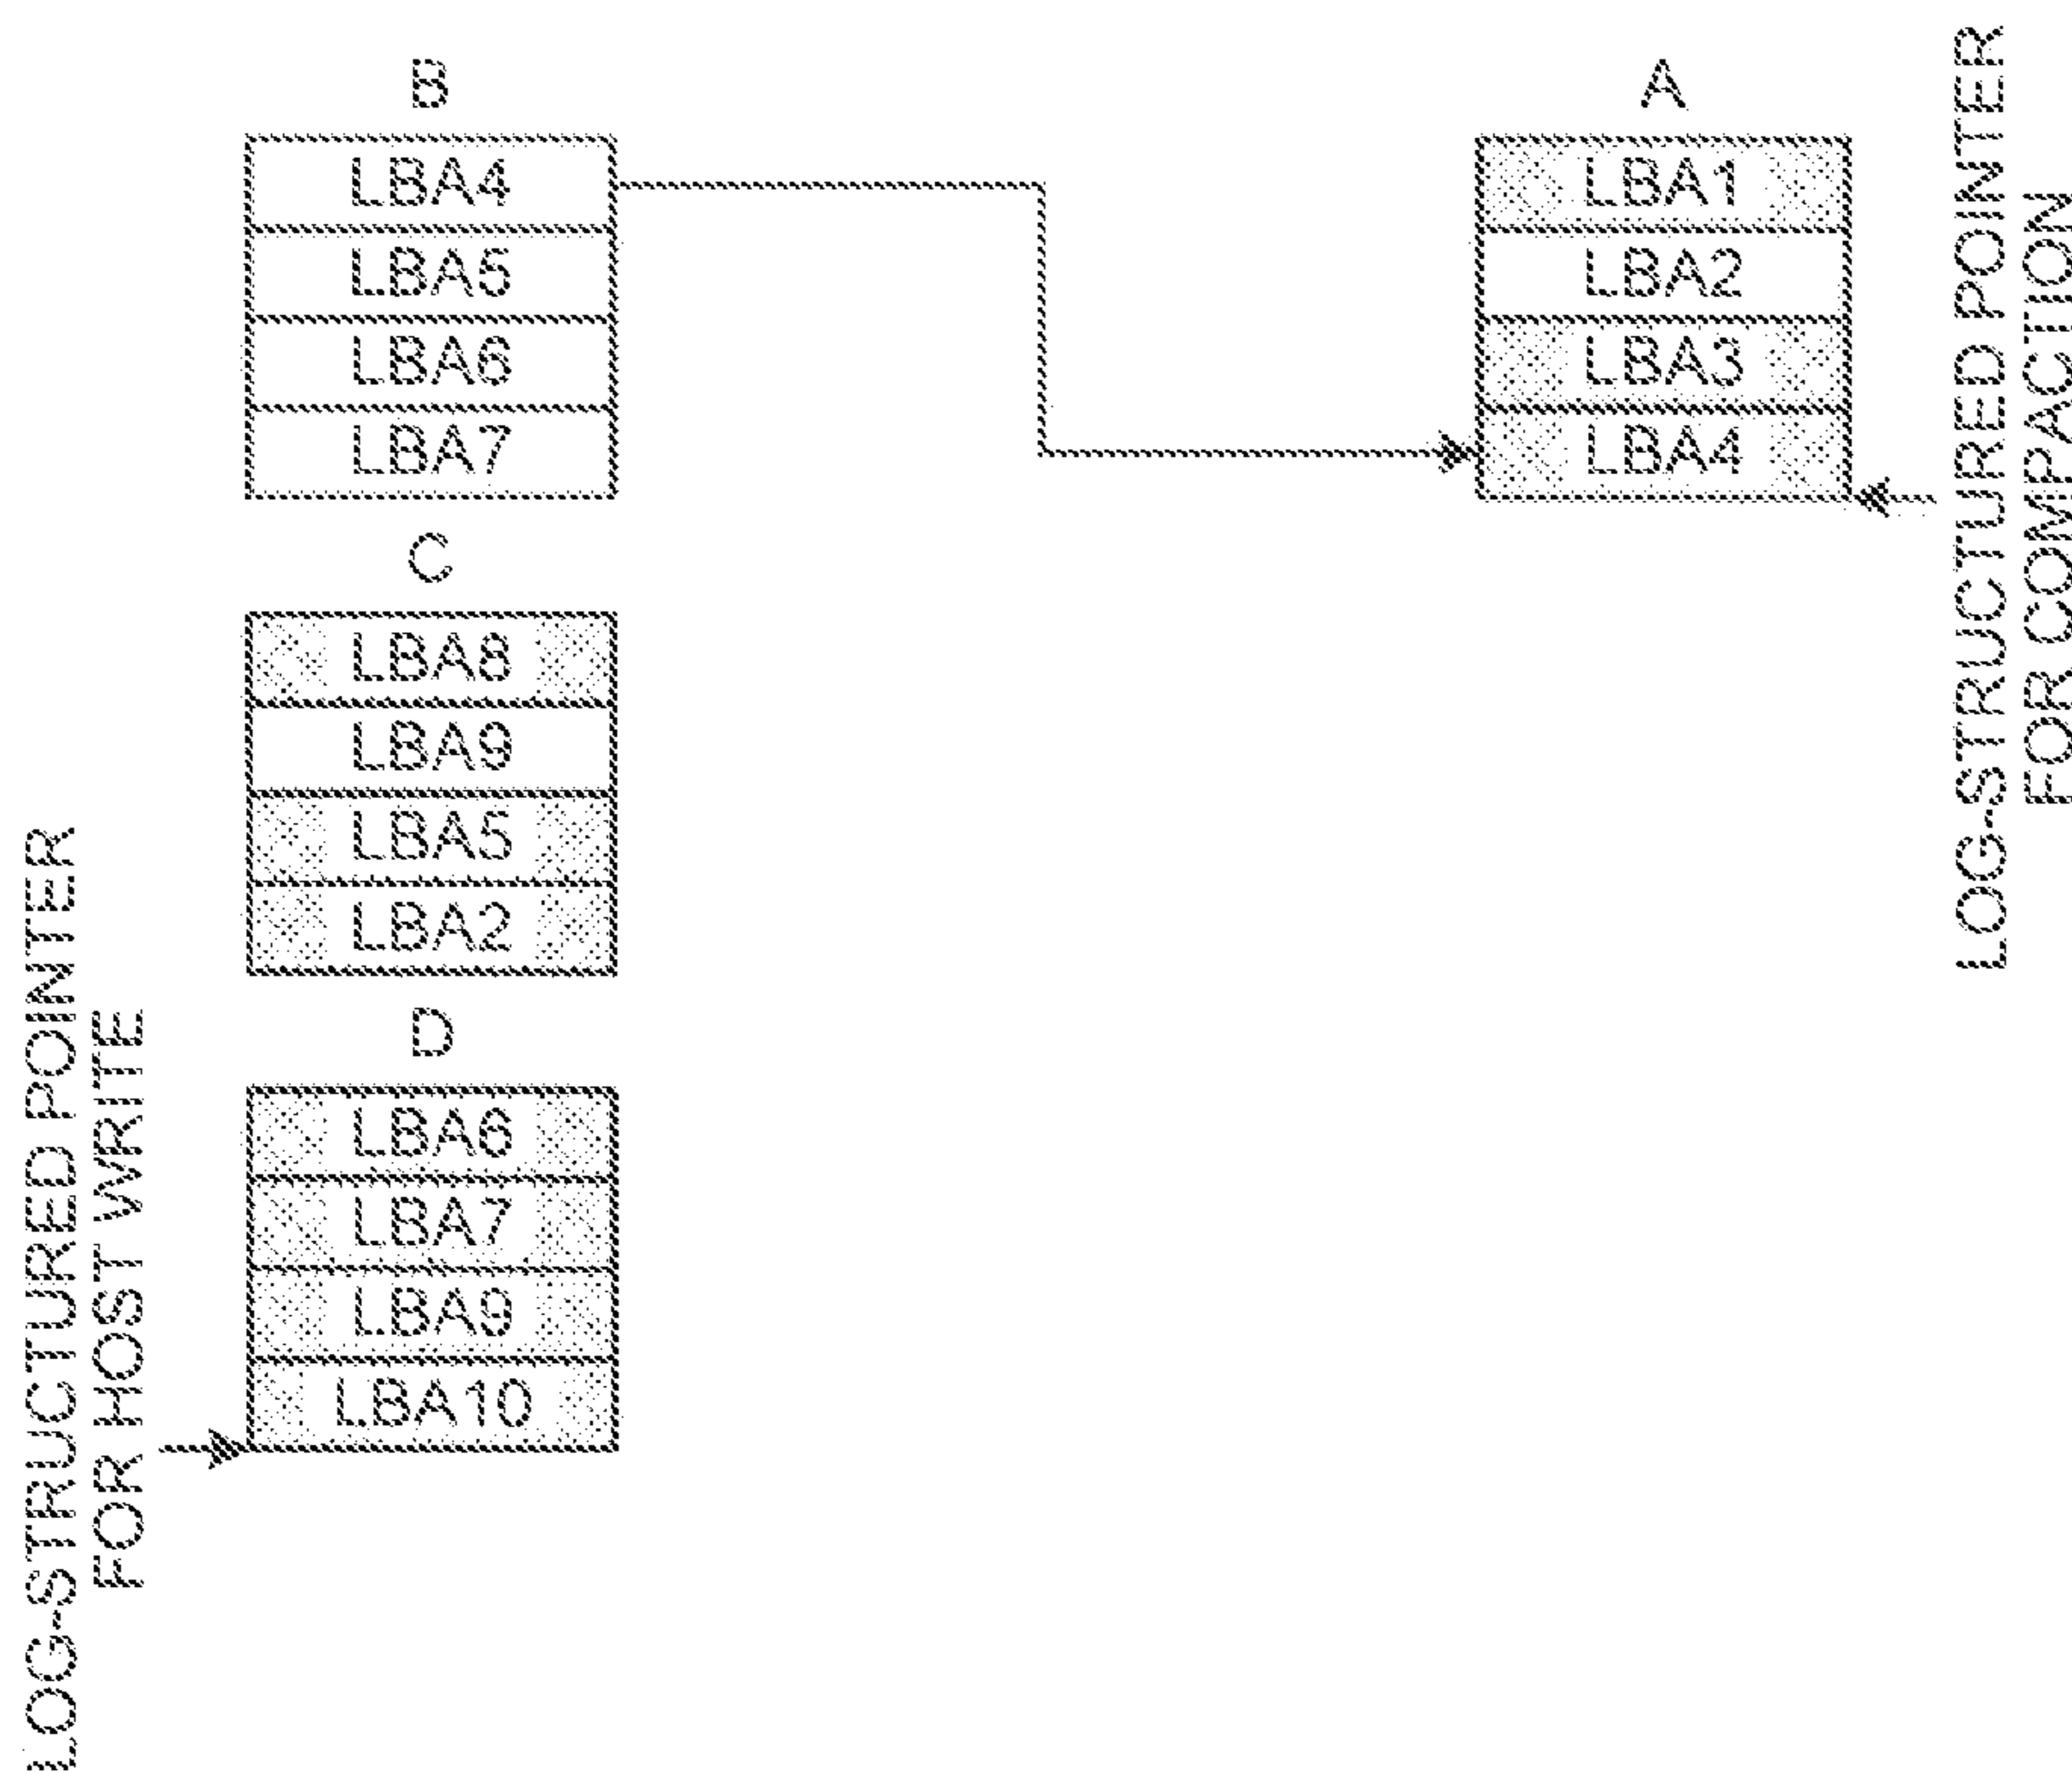 B
LBA4
LBA5
LBA6
LBA7
C
LBA8
LBA9
LBA5
LBA2
D
LBA6
LBA7
LBA9
LBA10
LOG-STRUCTURED POINTER
FOR HOST WRITE
A
LBA1
LBA2
LBA3
LBA4
LOG-STRUCTURED POINTER
FOR COMPACTION